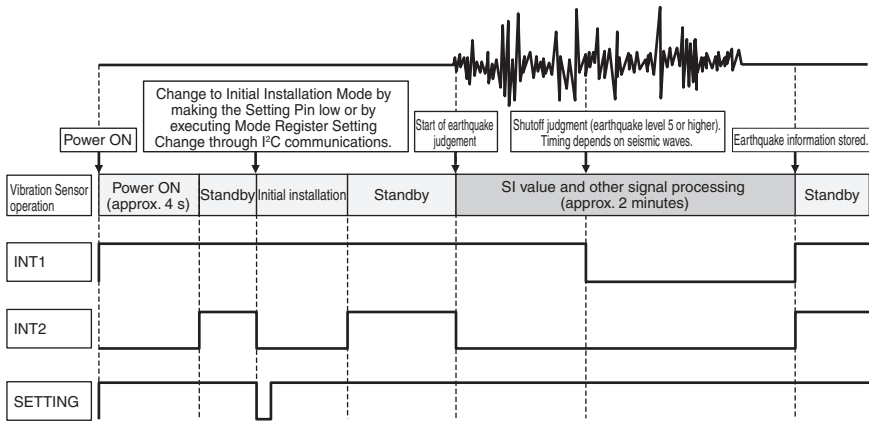 Power ON
Change to Initial Installation Mode by
making the Setting Pin low or by
executing Mode Register Setting
Change through I²C communications.
Start of earthquake
judgement
Shutoff judgment (earthquake level 5 or higher).
Timing depends on seismic waves.
Earthquake information stored.
Vibration Sensor
operation
Power ON
(approx. 4 s)
Standby
Initial installation
Standby
SI value and other signal processing
(approx. 2 minutes)
Standby
INT1
INT2
SETTING